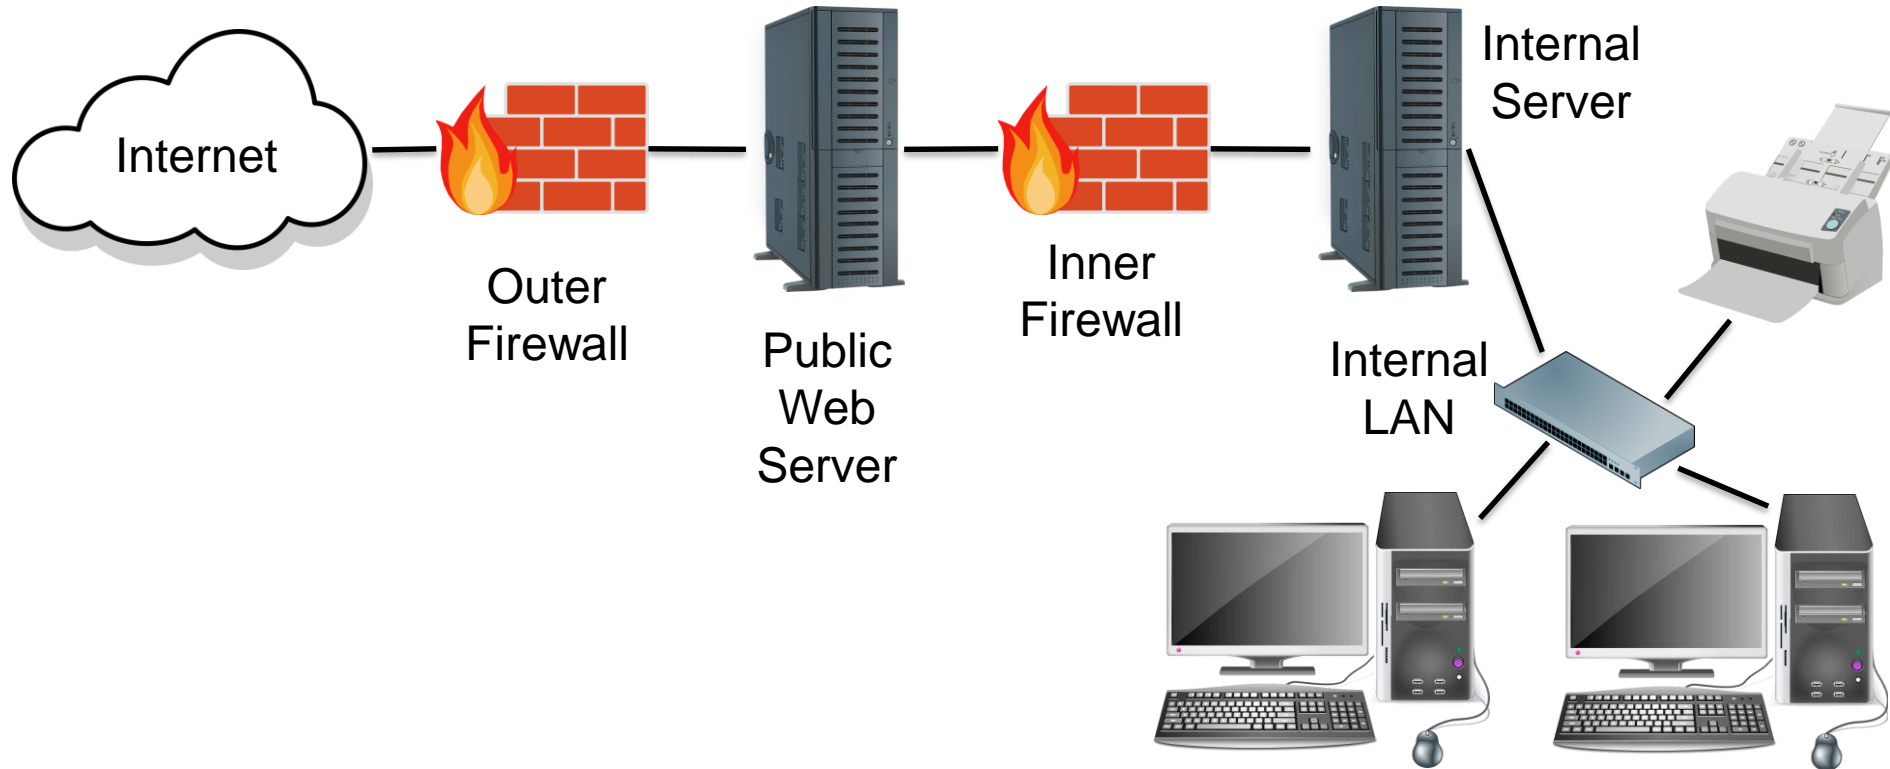 Internet
Outer
Firewall
Public
Web
Server
Inner
Firewall
Internal
Server
Internal
LAN